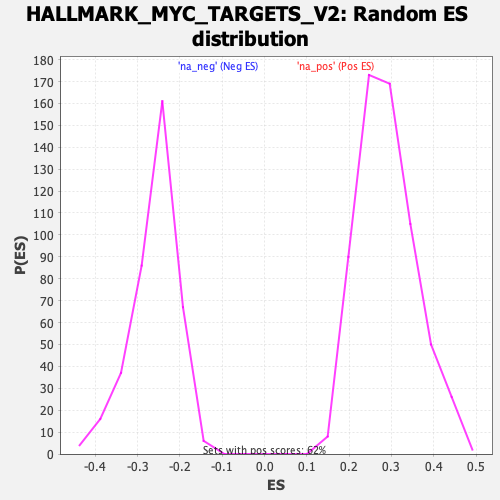 HALLMARK_MYC_TARGETS_V2: Random ES
distribution
'na_neg' (Neg ES) 'na_pos' (Pos ES)
P(ES)
180
170
160
150
140
130
120
110
100
90
80
70
60
50
40
30
20
10
0
Sets with pos scores: 62%
-0.4 -0.3 -0.2 -0.1 0.0 0.1 0.2 0.3 0.4 0.5
ES